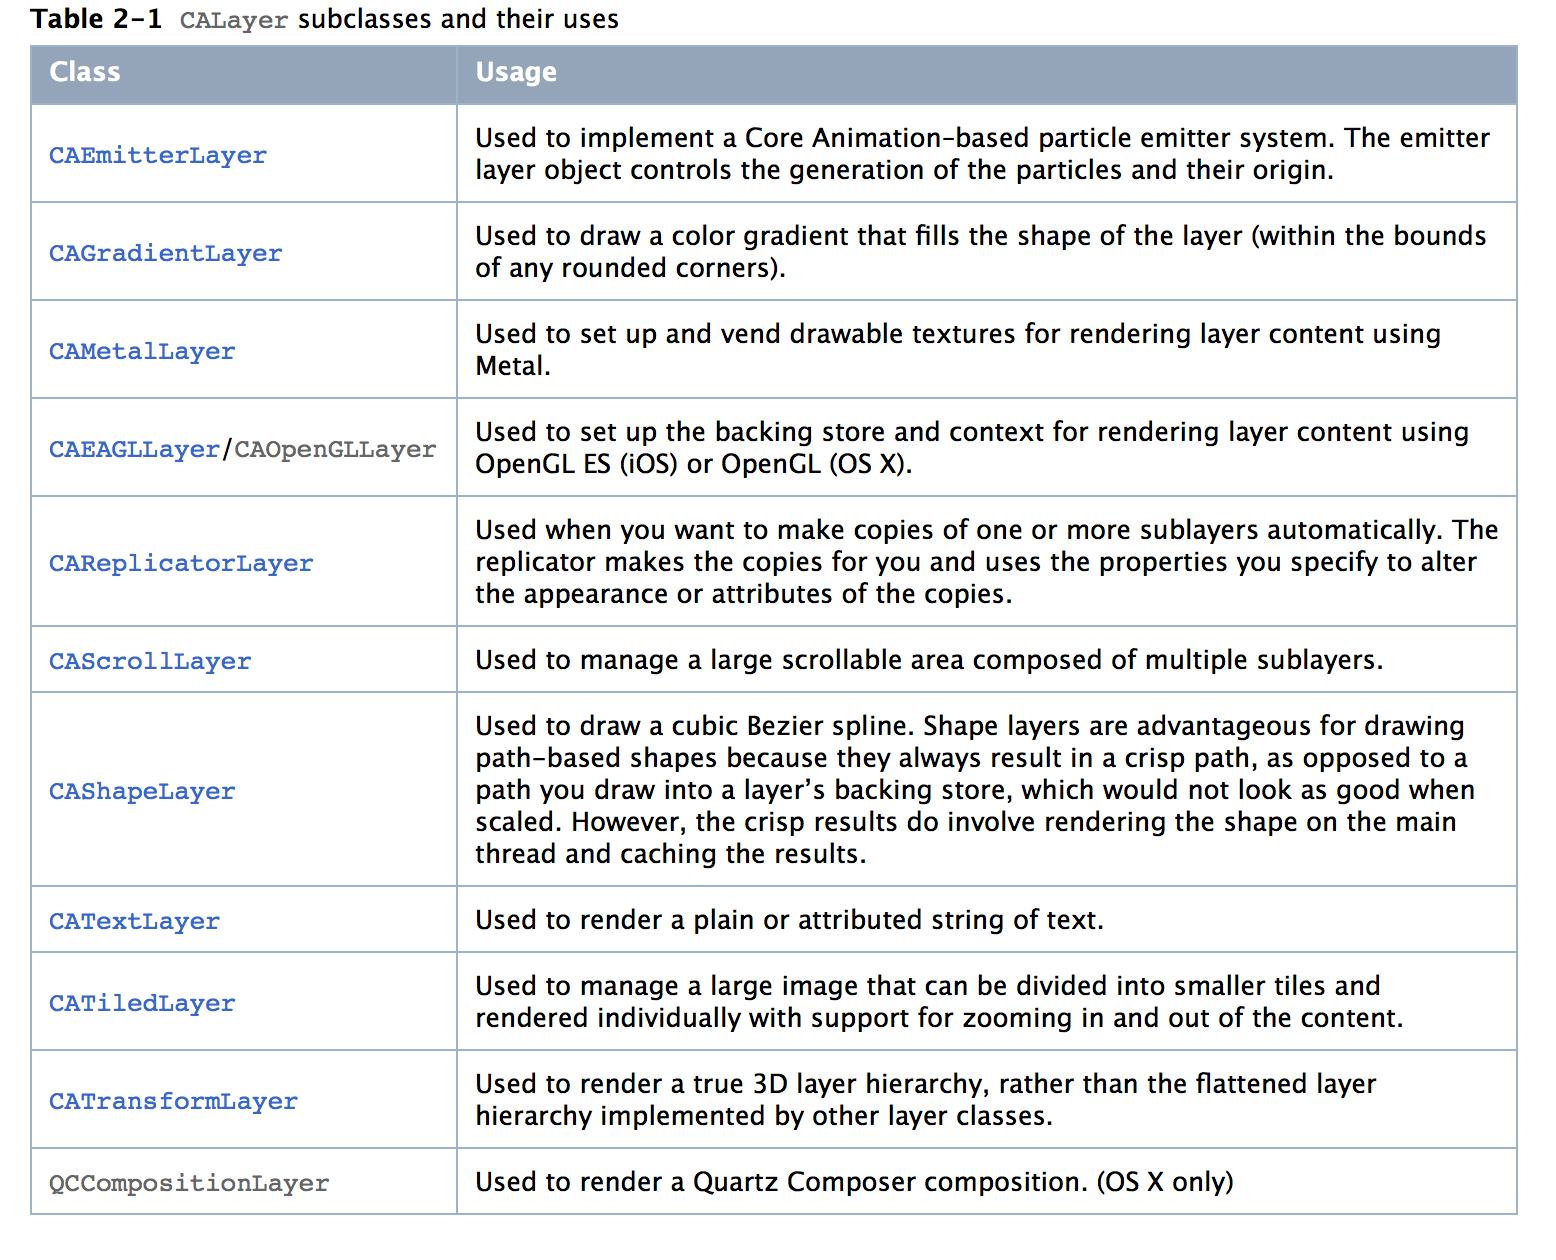 Table 2-1 CALayer subclasses and their uses
Class
Usage
CAEmitterLayer
Used to implement a Core Animation-based particle emitter system. The emitter
layer object controls the generation of the particles and their origin.
CAGradientLayer
Used to draw a color gradient that fills the shape of the layer (within the bounds
of any rounded corners).
CAMetalLayer
Used to set up and vend drawable textures for rendering layer content using
Metal.
CAEAGLLayer/CAOpenGLLayer
Used to set up the backing store and context for rendering layer content using
OpenGL ES (iOS) or OpenGL (OS X).
CAReplicatorLayer
Used when you want to make copies of one or more sublayers automatically. The
replicator makes the copies for you and uses the properties you specify to alter
the appearance or attributes of the copies.
CAScrollLayer
Used to manage a large scrollable area composed of multiple sublayers.
CAShapeLayer
Used to draw a cubic Bezier spline. Shape layers are advantageous for drawing
path-based shapes because they always result in a crisp path, as opposed to a
path you draw into a layer’s backing store, which would not look as good when
scaled. However, the crisp results do involve rendering the shape on the main
thread and caching the results.
CATextLayer
Used to render a plain or attributed string of text.
CATiledLayer
Used to manage a large image that can be divided into smaller tiles and
rendered individually with support for zooming in and out of the content.
CATransformLayer
Used to render a true 3D layer hierarchy, rather than the flattened layer
hierarchy implemented by other layer classes.
QCCompositionLayer
Used to render a Quartz Composer composition. (OS X only)